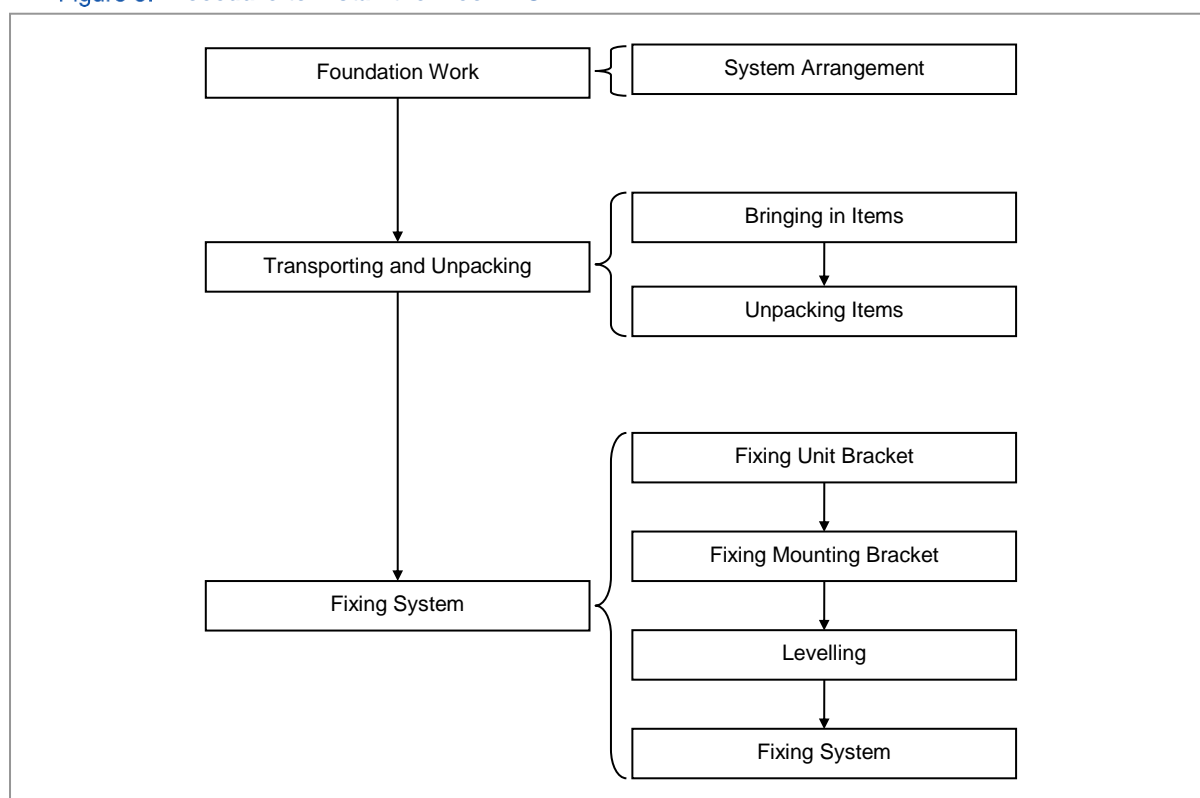 Foundation Work
System Arrangement
Transporting and Unpacking
Bringing in Items
Unpacking Items
Fixing System
Fixing Unit Bracket
Fixing Mounting Bracket
Levelling
Fixing System